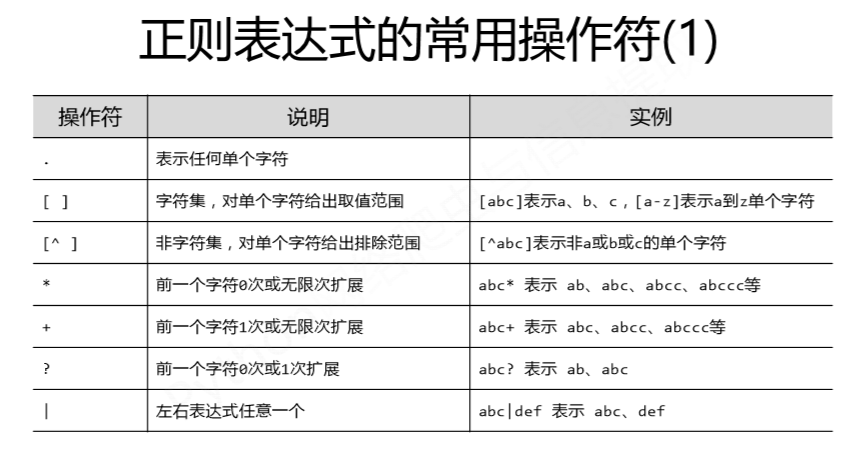 正则表达式的常用操作符(1)
操作符 说明 实例
. 表示任何单个字符
[ ] 字符集，对单个字符给出取值范围 [abc]表示a、b、c，[a-z]表示a到z单个字符
[^ ] 非字符集，对单个字符给出排除范围 [^abc]表示非a或b或c的单个字符
* 前一个字符0次或无限次扩展 abc* 表示 ab、abc、abcc、abccc等
+ 前一个字符1次或无限次扩展 abc+ 表示 abc、abcc、abccc等
? 前一个字符0次或1次扩展 abc? 表示 ab、abc
| 左右表达式任意一个 abc|def 表示 abc、def